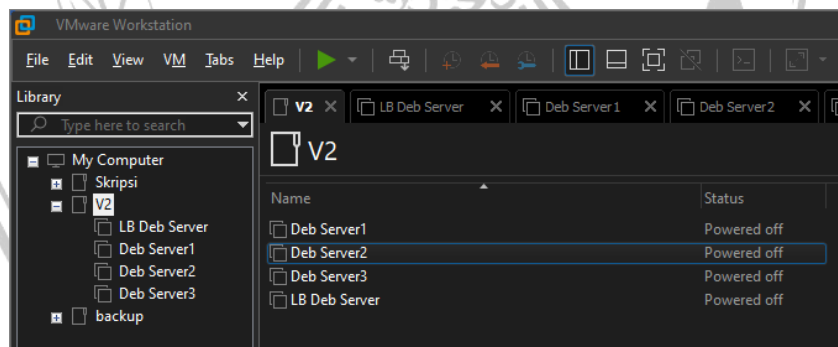 VMware Workstation
File Edit View VM Tabs Help
Library
Type here to search
My Computer
Skripsi
V2
LB Deb Server
Deb Server1
Deb Server2
Deb Server3
backup
V2 LB Deb Server Deb Server1 Deb Server2
V2
Name Status
Deb Server1 Powered off
Deb Server2 Powered off
Deb Server3 Powered off
LB Deb Server Powered off